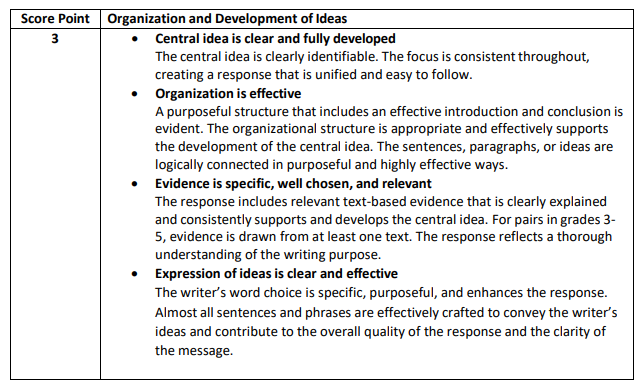 Score Point
Organization and Development of Ideas
3
• Central idea is clear and fully developed
The central idea is clearly identifiable. The focus is consistent throughout,
creating a response that is unified and easy to follow.
• Organization is effective
A purposeful structure that includes an effective introduction and conclusion is
evident. The organizational structure is appropriate and effectively supports
the development of the central idea. The sentences, paragraphs, or ideas are
logically connected in purposeful and highly effective ways.
• Evidence is specific, well chosen, and relevant
The response includes relevant text-based evidence that is clearly explained
and consistently supports and develops the central idea. For pairs in grades 3-
5, evidence is drawn from at least one text. The response reflects a thorough
understanding of the writing purpose.
• Expression of ideas is clear and effective
The writer's word choice is specific, purposeful, and enhances the response.
Almost all sentences and phrases are effectively crafted to convey the writer's
ideas and contribute to the overall quality of the response and the clarity of
the message.